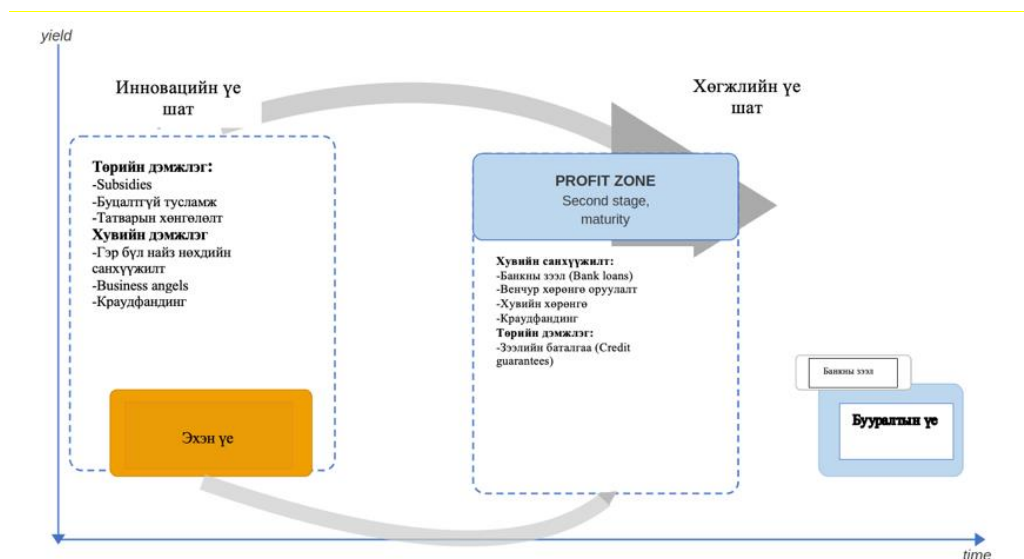 yield
Инновацийн үе
шат
Төрийн дэмжлэг:
-Subsidies
-Буцалтгүй тусламж
-Татварын хөнгөлөлт
Хувийн дэмжлэг
-Гэр бүл найз нөхдийн
санхүүжилт
-Business angels
-Краудфандинг
Эхэн үе
Хөгжлийн үе
шат
PROFIT ZONE
Second stage,
maturity
Хувийн санхүүжилт:
-Банкны зээл (Bank loans)
-Венчур хөрөнгө оруулалт
-Хувийн хөрөнгө
-Краудфандинг
Төрийн дэмжлэг:
-Зээлийн баталгаа (Credit
guarantees)
Банкны зээл
Бууралтын үе
time